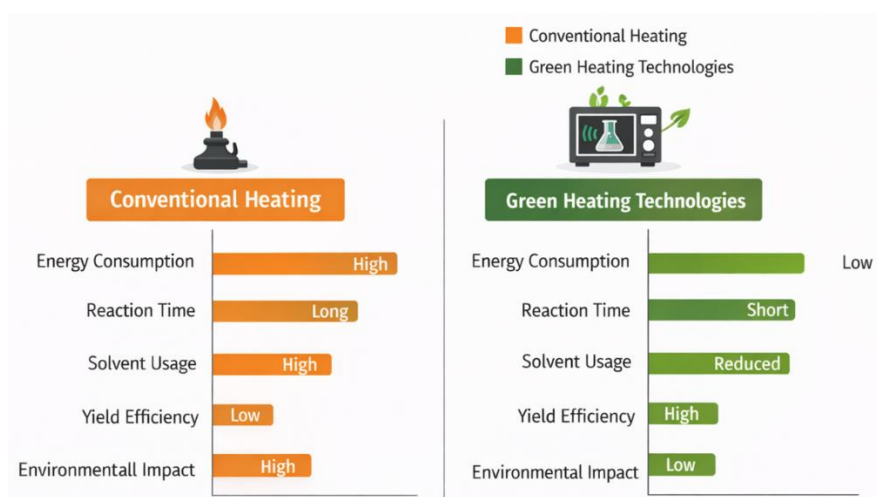 Conventional Heating
Green Heating Technologies
Conventional Heating
Energy Consumption
High
Reaction Time
Long
Solvent Usage
High
Yield Efficiency
Low
Environmentall Impact
High
Green Heating Technologies
Energy Consumption
Low
Reaction Time
Short
Solvent Usage
Reduced
Yield Efficiency
High
Environmental Impact
Low